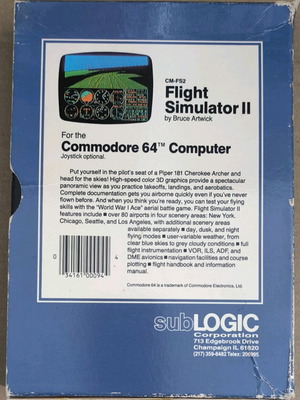 CM-FS2
Flight
Simulator II
by Bruce Artwick
For the
Commodore 64™ Computer
Joystick optional.
Put yourself in the pilot's seat of a Piper 181 Cherokee Archer and
head for the skies! High-speed color 3D graphics provide a spectacular
panoramic view as you practice takeoffs, landings, and aerobatics.
Complete documentation gets you airborne quickly even if you've never
flown before. And when you think you're ready, you can test your flying
skills with the "World War I Ace" aerial battle game. Flight Simulator II
features include ■ over 80 airports in four scenery areas: New York,
Chicago, Seattle, and Los Angeles, with additional scenery areas
available separately ■ day, dusk, and night
flying modes ■ user-variable weather, from
clear blue skies to grey cloudy conditions ■ full
flight instrumentation ■ VOR, ILS, ADF, and
DME avionics ■ navigation facilities and course
plotting ■ flight handbook and information
manual.
0 34161 00094 4
Commodore 64 is a trademark of Commodore Electronics, Ltd.
subLOGIC
Corporation
713 Edgebrook Drive
Champaign IL 61820
(217) 359-8482 Telex: 206995